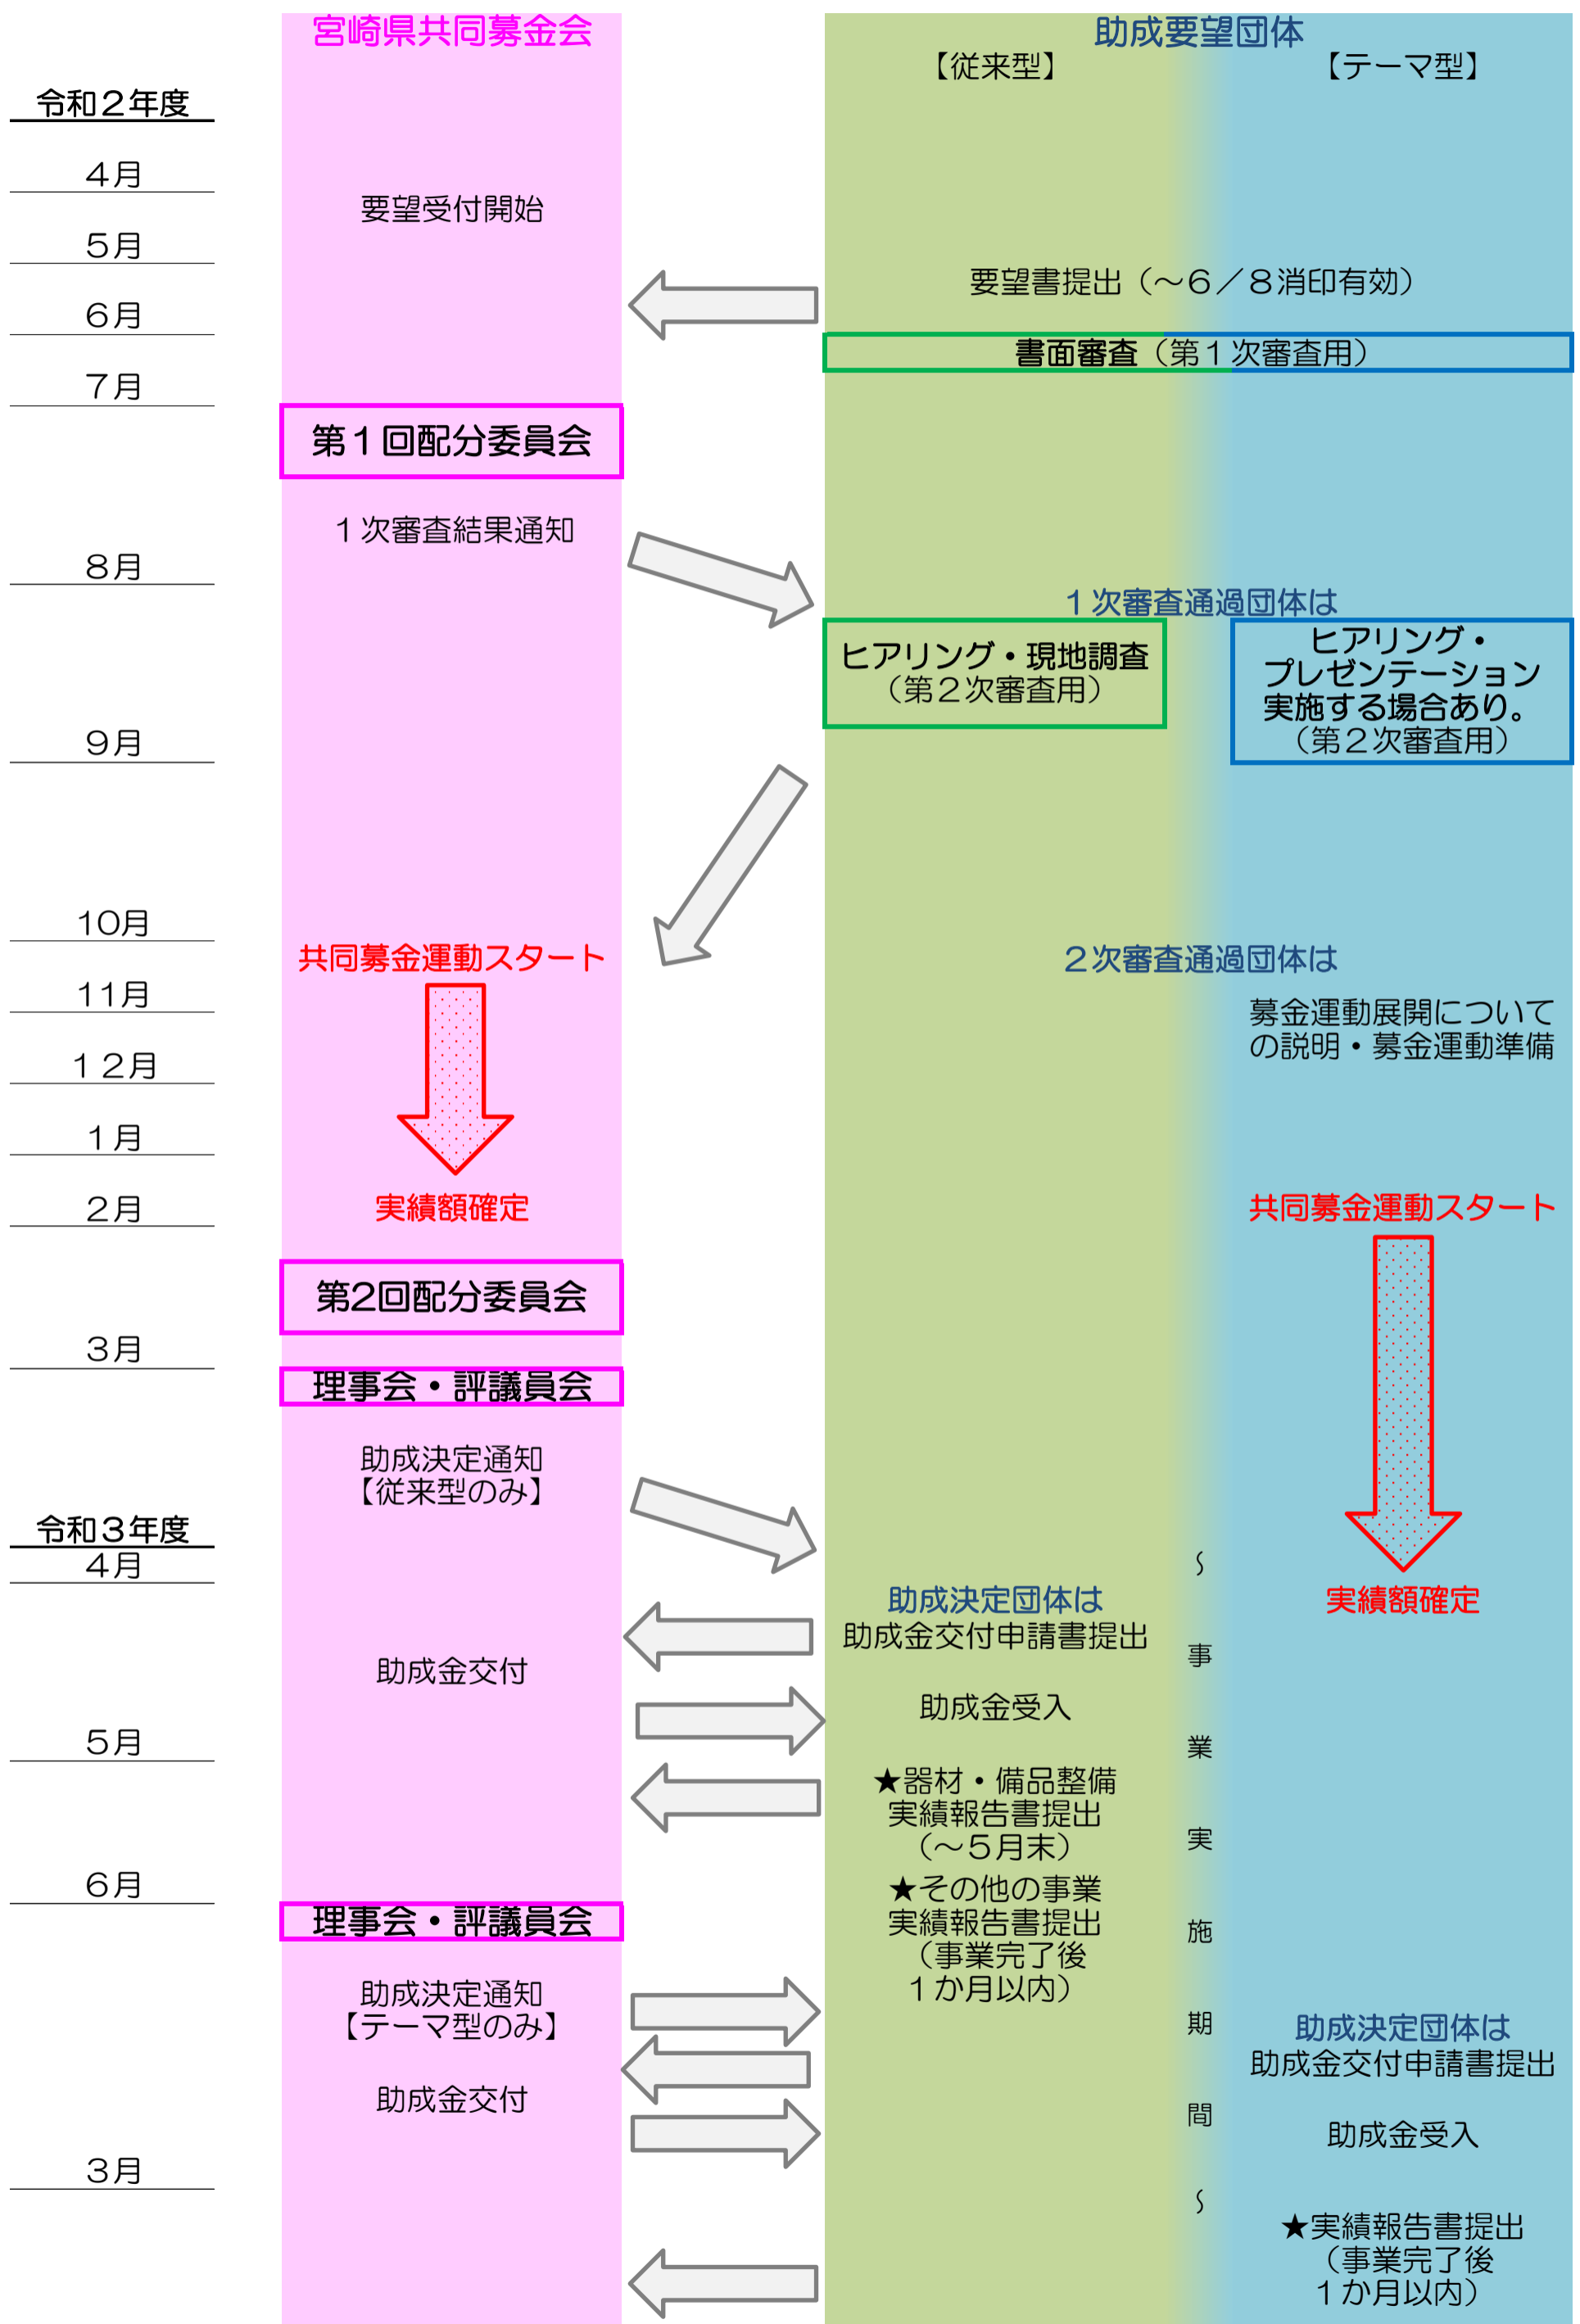 宮崎県共同募金会
助成要望団体
【従来型】
【テーマ型】
令和２年度
４月
要望受付開始
５月
要望書提出（～６／８消印有効）
６月
書面審査（第１次審査用）
７月
第１回配分委員会
１次審査結果通知
８月
１次審査通過団体は
ヒアリング・現地調査
（第２次審査用）
ヒアリング・
プレゼンテーション
実施する場合あり。
（第２次審査用）
９月
10月
共同募金運動スタート
２次審査通過団体は
11月
募金運動展開について
の説明・募金運動準備
１２月
１月
２月
実績額確定
共同募金運動スタート
第2回配分委員会
３月
理事会・評議員会
助成決定通知
【従来型のみ】
令和３年度
４月
助成決定団体は
助成金交付申請書提出
実績額確定
助成金交付
助成金受入
５月
★器材・備品整備
実績報告書提出
（～５月末）
６月
★その他の事業
実績報告書提出
（事業完了後
１か月以内）
理事会・評議員会
～事業実施期間～
助成決定通知
【テーマ型のみ】
助成決定団体は
助成金交付申請書提出
助成金交付
助成金受入
３月
★実績報告書提出
（事業完了後
１か月以内）